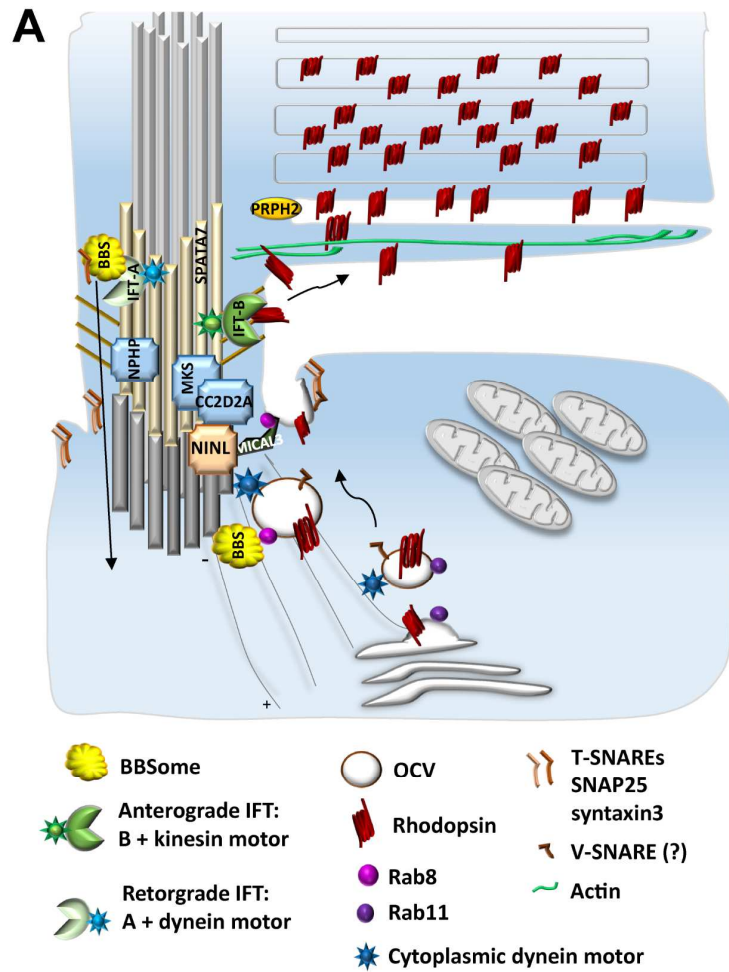 A
PRPH2
SPATA7
BBS
IFT-A
IFT-B
NPHP
MKS
CC2D2A
NINL
MICAL3
BBS
-
+
BBSome
Anterograde IFT:
B + kinesin motor
Retorgrade IFT:
A + dynein motor
OCV
Rhodopsin
Rab8
Rab11
Cytoplasmic dynein motor
T-SNAREs
SNAP25
syntaxin3
V-SNARE (?)
Actin